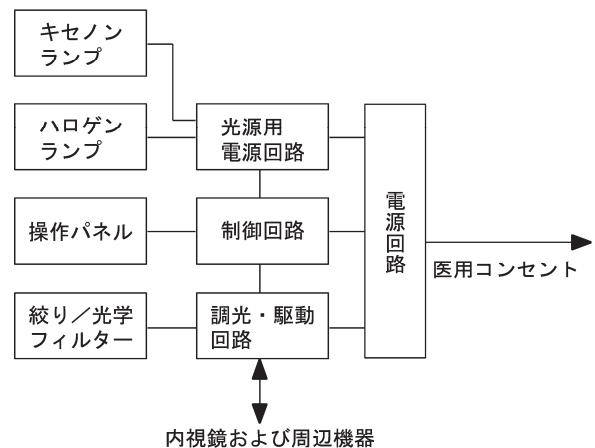 キセノン
ランプ
ハロゲン
ランプ
光源用
電源回路
操作パネル
制御回路
電源回路
医用コンセント
絞り／光学
フィルター
調光・駆動
回路
内視鏡および周辺機器